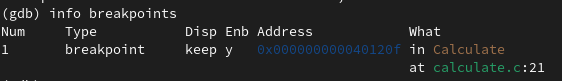 (gdb) info breakpoints
Num Type Disp Enb Address What
1 breakpoint keep y 0x000000000040120f in Calculate
at calculate.c:21